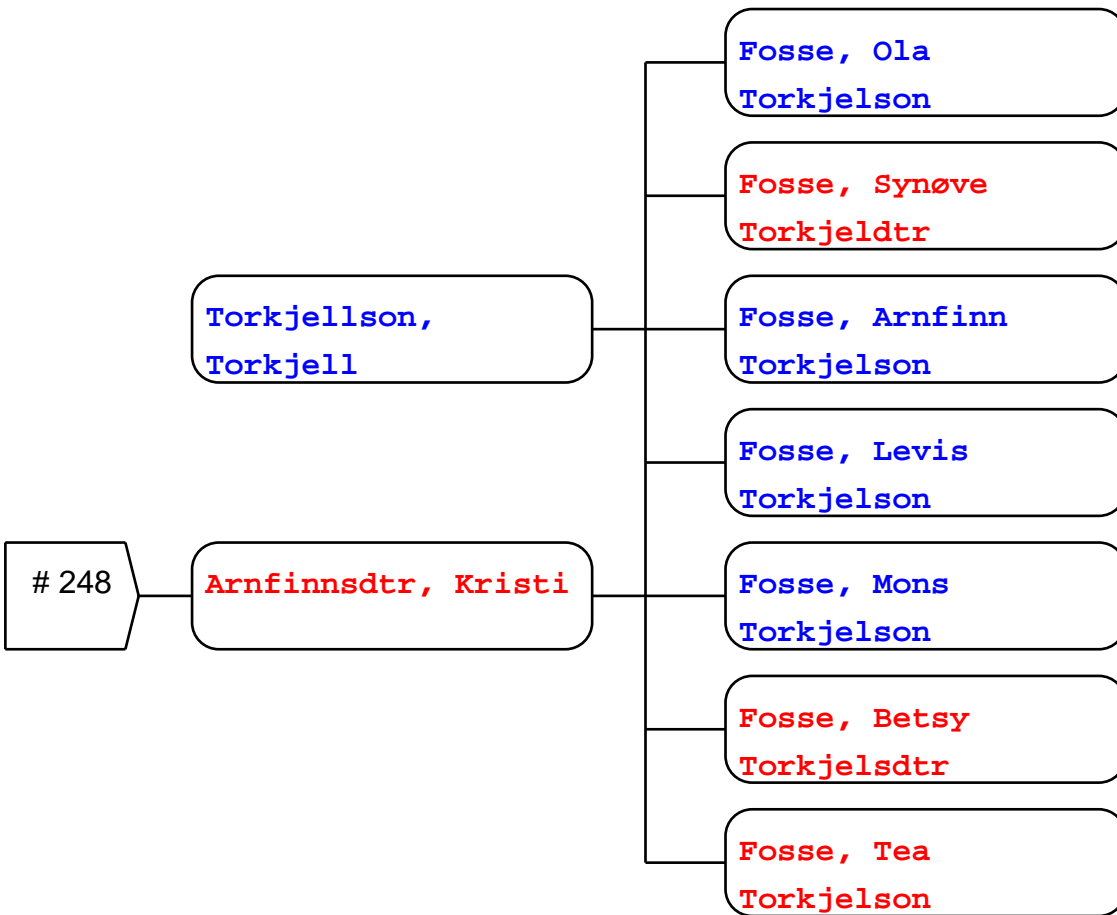 Fosse, Ola
Torkjelson
Fosse, Synøve
Torkjeldtr
Torkjellson,
Torkjell
Fosse, Arnfinn
Torkjelson
Fosse, Levis
Torkjelson
# 248
Arnfinnsdtr, Kristi
Fosse, Mons
Torkjelson
Fosse, Betsy
Torkjelsdtr
Fosse, Tea
Torkjelson